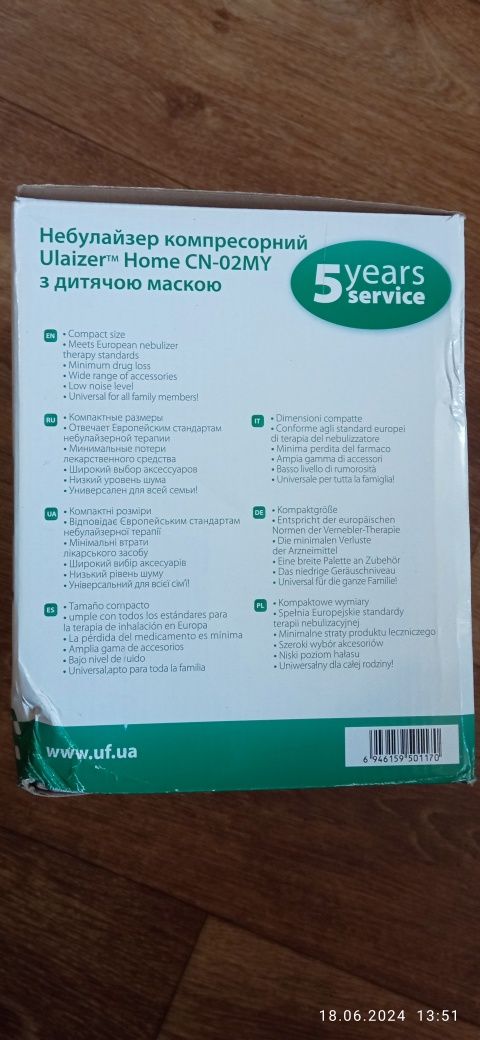 Небулайзер компресорний
Ulaizer™ Home CN-02MY
з дитячою маскою
5 years
service
EN
• Compact size
• Meets European nebulizer
therapy standards
• Minimum drug loss
• Wide range of accessories
• Low noise level
• Universal for all family members!
RU
• Компактные размеры
• Отвечает Европейским стандартам
небулайзерной терапии
• Минимальные потери
лекарственного средства
• Широкий выбор аксессуаров
• Низкий уровень шума
• Универсален для всей семьи!
UA
• Компактні розміри
• Відповідає Європейським стандартам
небулайзерної терапії
• Мінімальні втрати
лікарського засобу
• Широкий вибір аксесуарів
• Низький рівень шуму
• Універсальний для всієї сім'ї!
ES
• Tamaño compacto
• umple con todos los estándares para
la terapia de inhalación en Europa
• La pérdida del medicamento es mínima
• Amplia gama de accesorios
• Bajo nivel de ruido
• Universal,apto para toda la familia
IT
• Dimensioni compatte
• Conforme agli standard europei
di terapia del nebulizzatore
• Minima perdita del farmaco
• Ampia gamma di accessori
• Basso livello di rumorosità
• Universale per tutta la famiglia!
DE
• Kompaktgröße
• Entspricht der europäischen
Normen der Vernebler-Therapie
• Die minimalen Verluste
der Arzneimittel
• Eine breite Palette an Zubehör
• Das niedrige Geräuschniveau
• Universal für die ganze Familie!
PL
• Kompaktowe wymiary
• Spełnia Europejskie standardy
terapii nebulizacyjnej
• Minimalne straty produktu leczniczego
• Szeroki wybór akcesoriów
• Niski poziom hałasu
• Uniwersalny dla całej rodziny!
www.uf.ua
6 946159 501170
18.06.2024 13:51